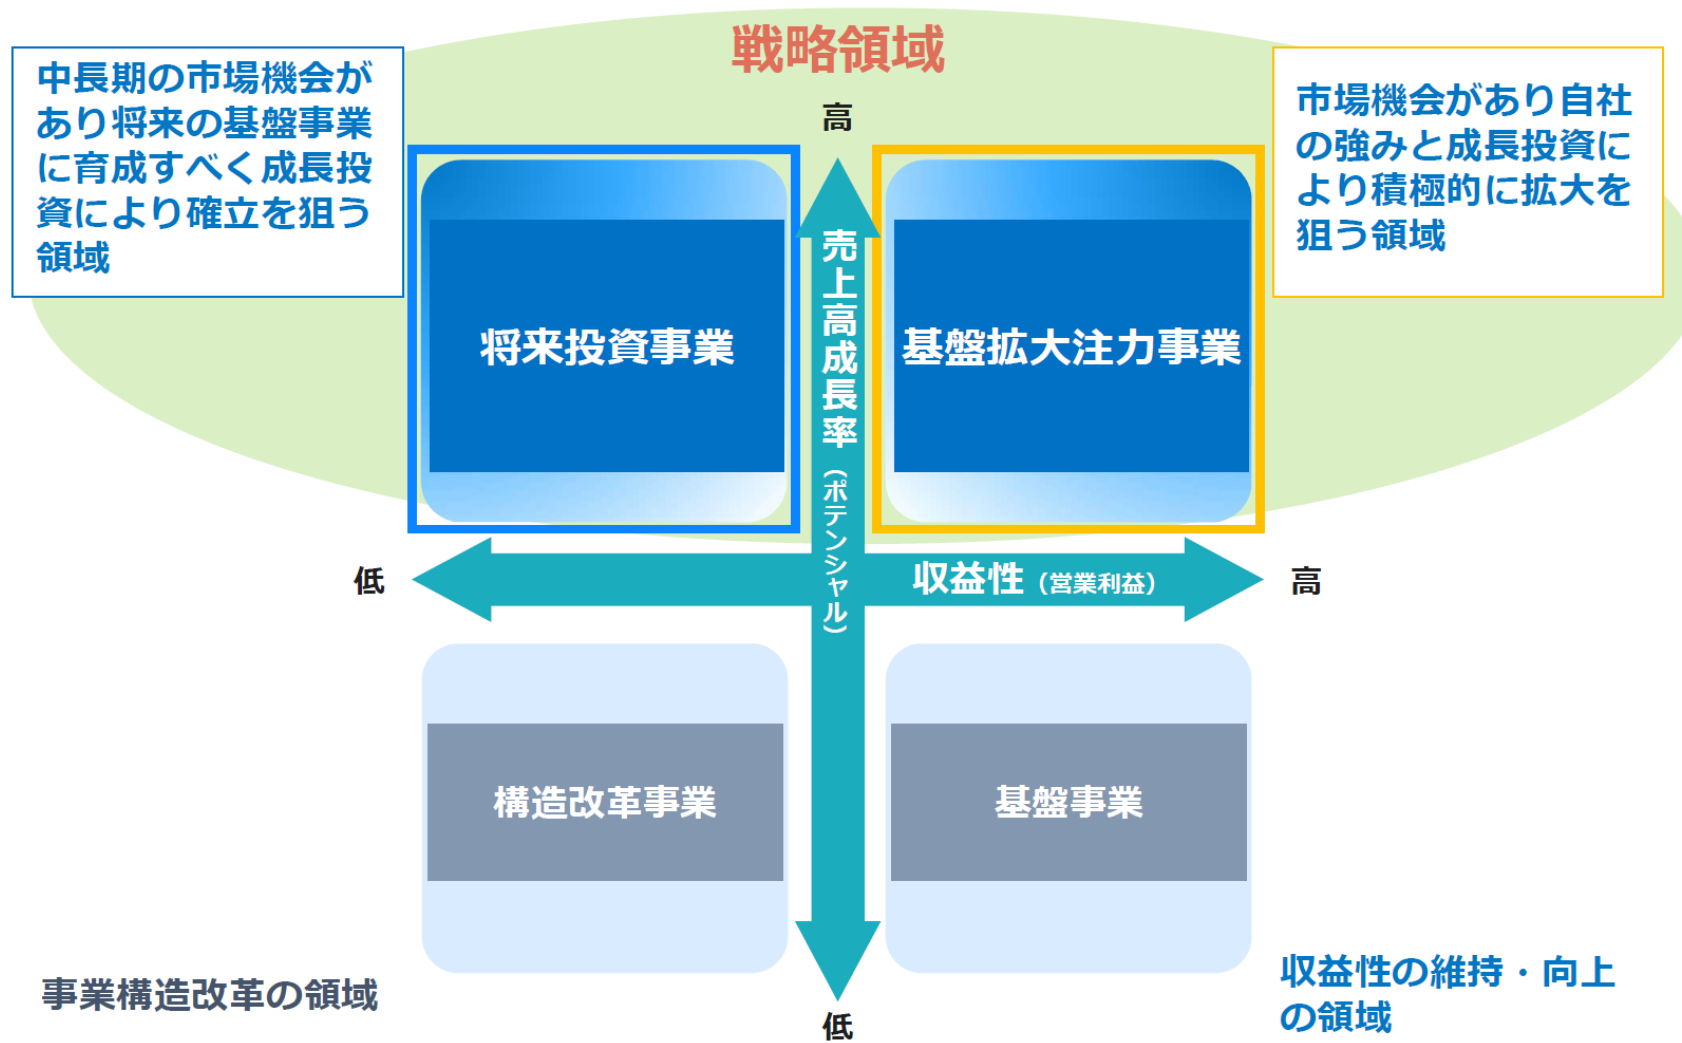 戦略領域
中長期の市場機会が
あり将来の基盤事業
に育成すべく成長投
資により確立を狙う
領域
高
市場機会があり自社
の強みと成長投資に
より積極的に拡大を
狙う領域
将来投資事業
売上高成長率（ポテンシャル）
基盤拡大注力事業
低
収益性（営業利益）
高
構造改革事業
基盤事業
事業構造改革の領域
低
収益性の維持・向上
の領域